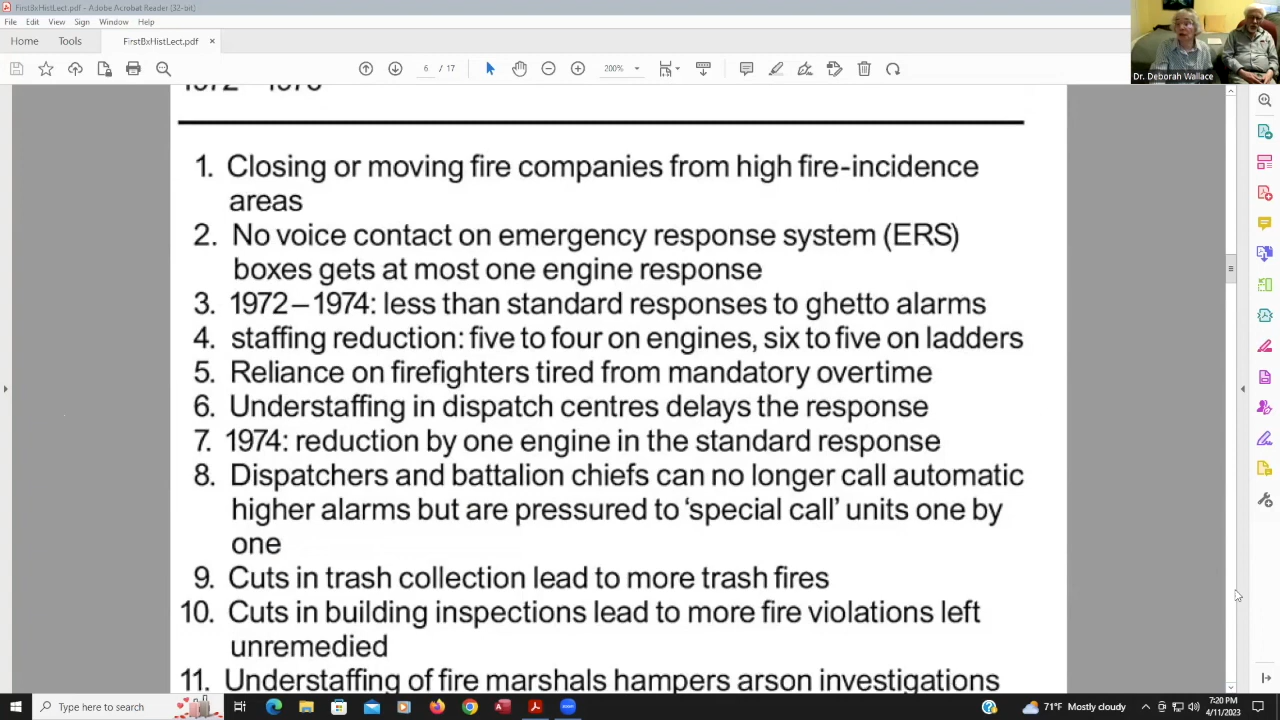 FirstBxHistLect.pdf - Adobe Acrobat Reader (32-bit)
File Edit View Sign Window Help
Home Tools FirstBxHistLect.pdf ×
6 / 17 200%
Dr. Deborah Wallace
1. Closing or moving fire companies from high fire-incidence
areas
2. No voice contact on emergency response system (ERS)
boxes gets at most one engine response
3. 1972–1974: less than standard responses to ghetto alarms
4. staffing reduction: five to four on engines, six to five on ladders
5. Reliance on firefighters tired from mandatory overtime
6. Understaffing in dispatch centres delays the response
7. 1974: reduction by one engine in the standard response
8. Dispatchers and battalion chiefs can no longer call automatic
higher alarms but are pressured to ‘special call’ units one by
one
9. Cuts in trash collection lead to more trash fires
10. Cuts in building inspections lead to more fire violations left
unremedied
11. Understaffing of fire marshals hampers arson investigations
Type here to search
71°F Mostly cloudy
7:20 PM
4/11/2023